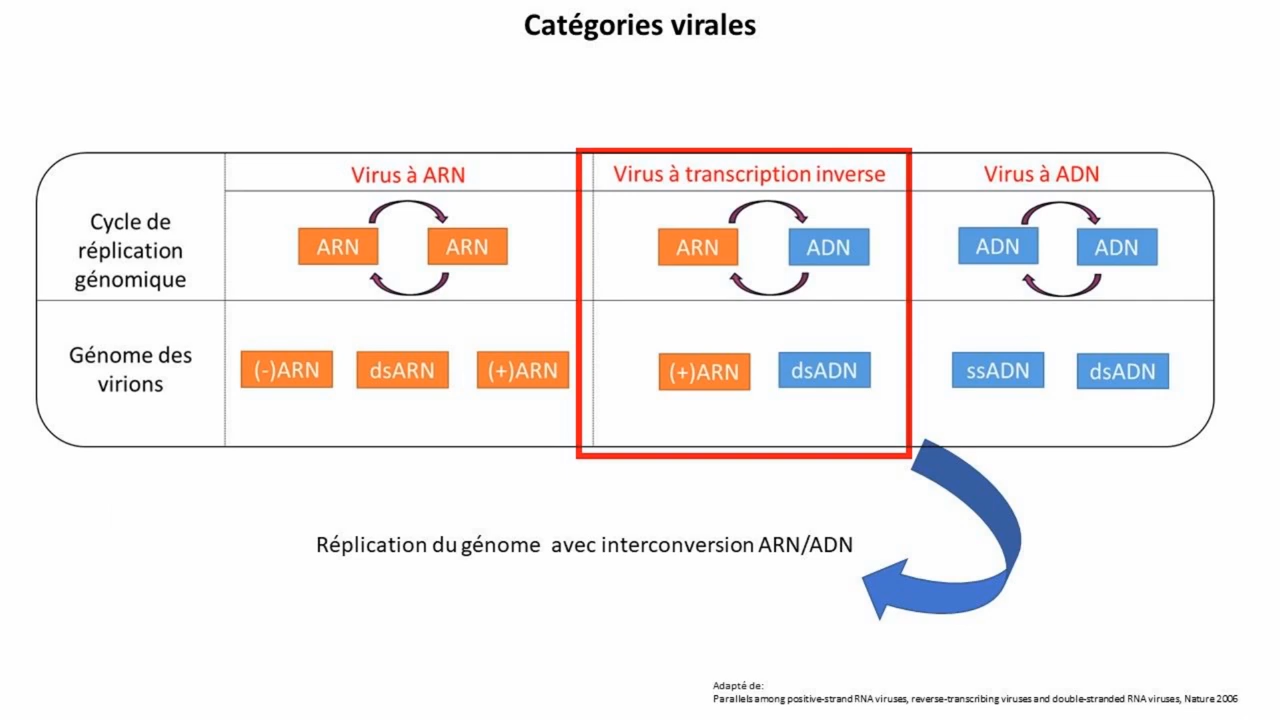 Catégories virales
Virus à ARN
Virus à transcription inverse
Virus à ADN
Cycle de
réplication
génomique
ARN
ARN
ARN
ADN
ADN
ADN
Génome des
virions
(-)ARN
dsARN
(+)ARN
(+)ARN
dsADN
ssADN
dsADN
Réplication du génome avec interconversion ARN/ADN
Adapté de:
Parallels among positive-strand RNA viruses, reverse-transcribing viruses and double-stranded RNA viruses, Nature 2006